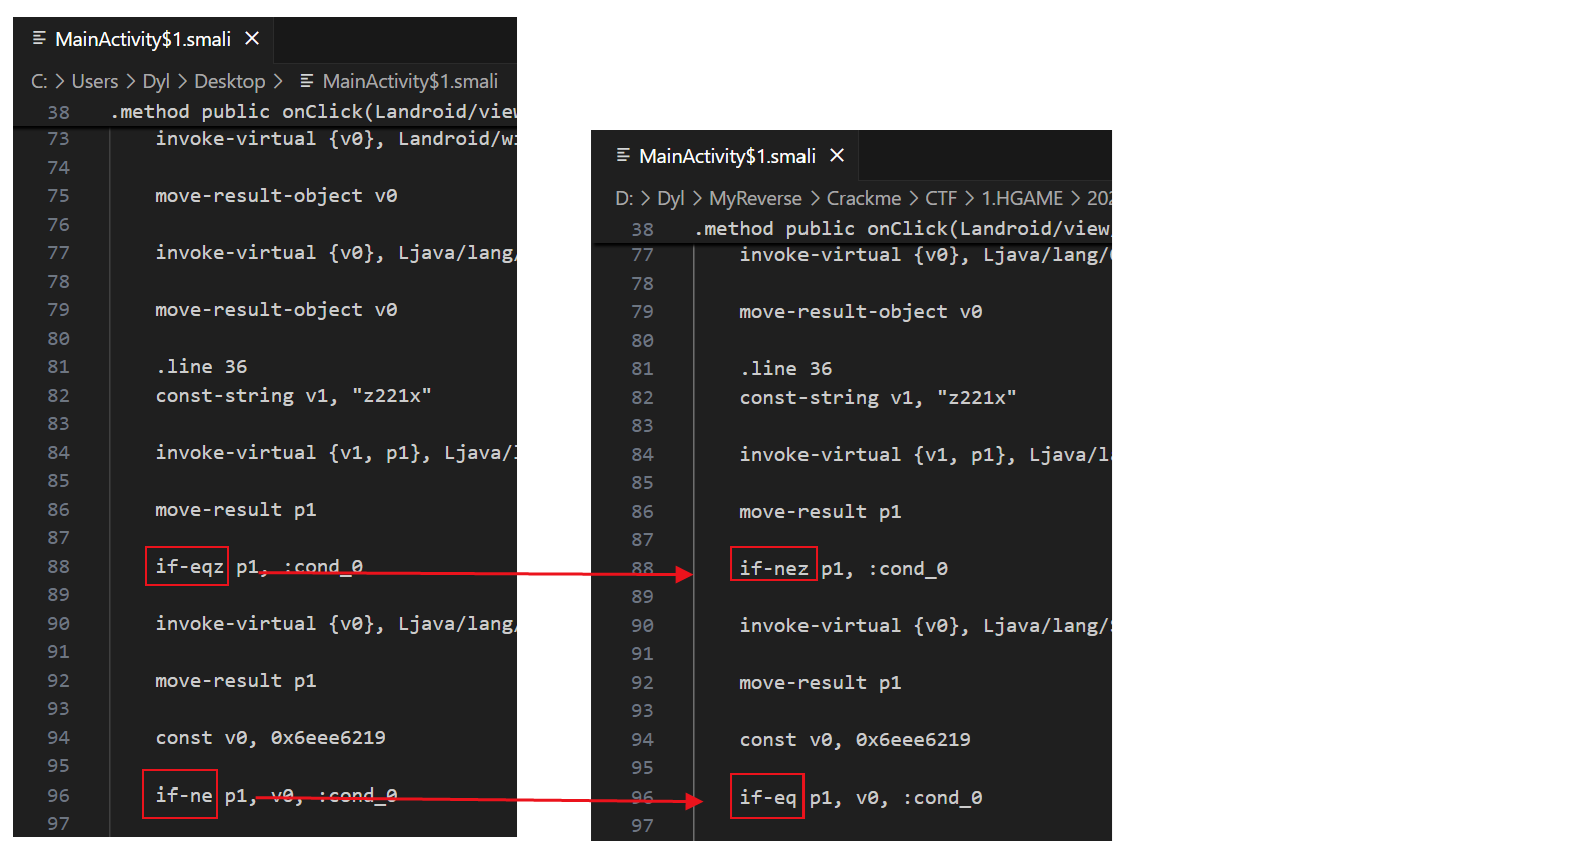 MainActivity$1.smali
C: > Users > Dyl > Desktop > MainActivity$1.smali
38 .method public onClick(Landroid/view
73 invoke-virtual {v0}, Landroid/wi
74
75 move-result-object v0
76
77 invoke-virtual {v0}, Ljava/lang/
78
79 move-result-object v0
80
81 .line 36
82 const-string v1, "z221x"
83
84 invoke-virtual {v1, p1}, Ljava/l
85
86 move-result p1
87
88 if-eqz p1, :cond_0
89
90 invoke-virtual {v0}, Ljava/lang/
91
92 move-result p1
93
94 const v0, 0x6eee6219
95
96 if-ne p1, v0, :cond_0
97
MainActivity$1.smali
D: > Dyl > MyReverse > Crackme > CTF > 1.HGAME > 202
38 .method public onClick(Landroid/view/
77 invoke-virtual {v0}, Ljava/lang/
78
79 move-result-object v0
80
81 .line 36
82 const-string v1, "z221x"
83
84 invoke-virtual {v1, p1}, Ljava/l
85
86 move-result p1
87
88 if-nez p1, :cond_0
89
90 invoke-virtual {v0}, Ljava/lang/
91
92 move-result p1
93
94 const v0, 0x6eee6219
95
96 if-eq p1, v0, :cond_0
97